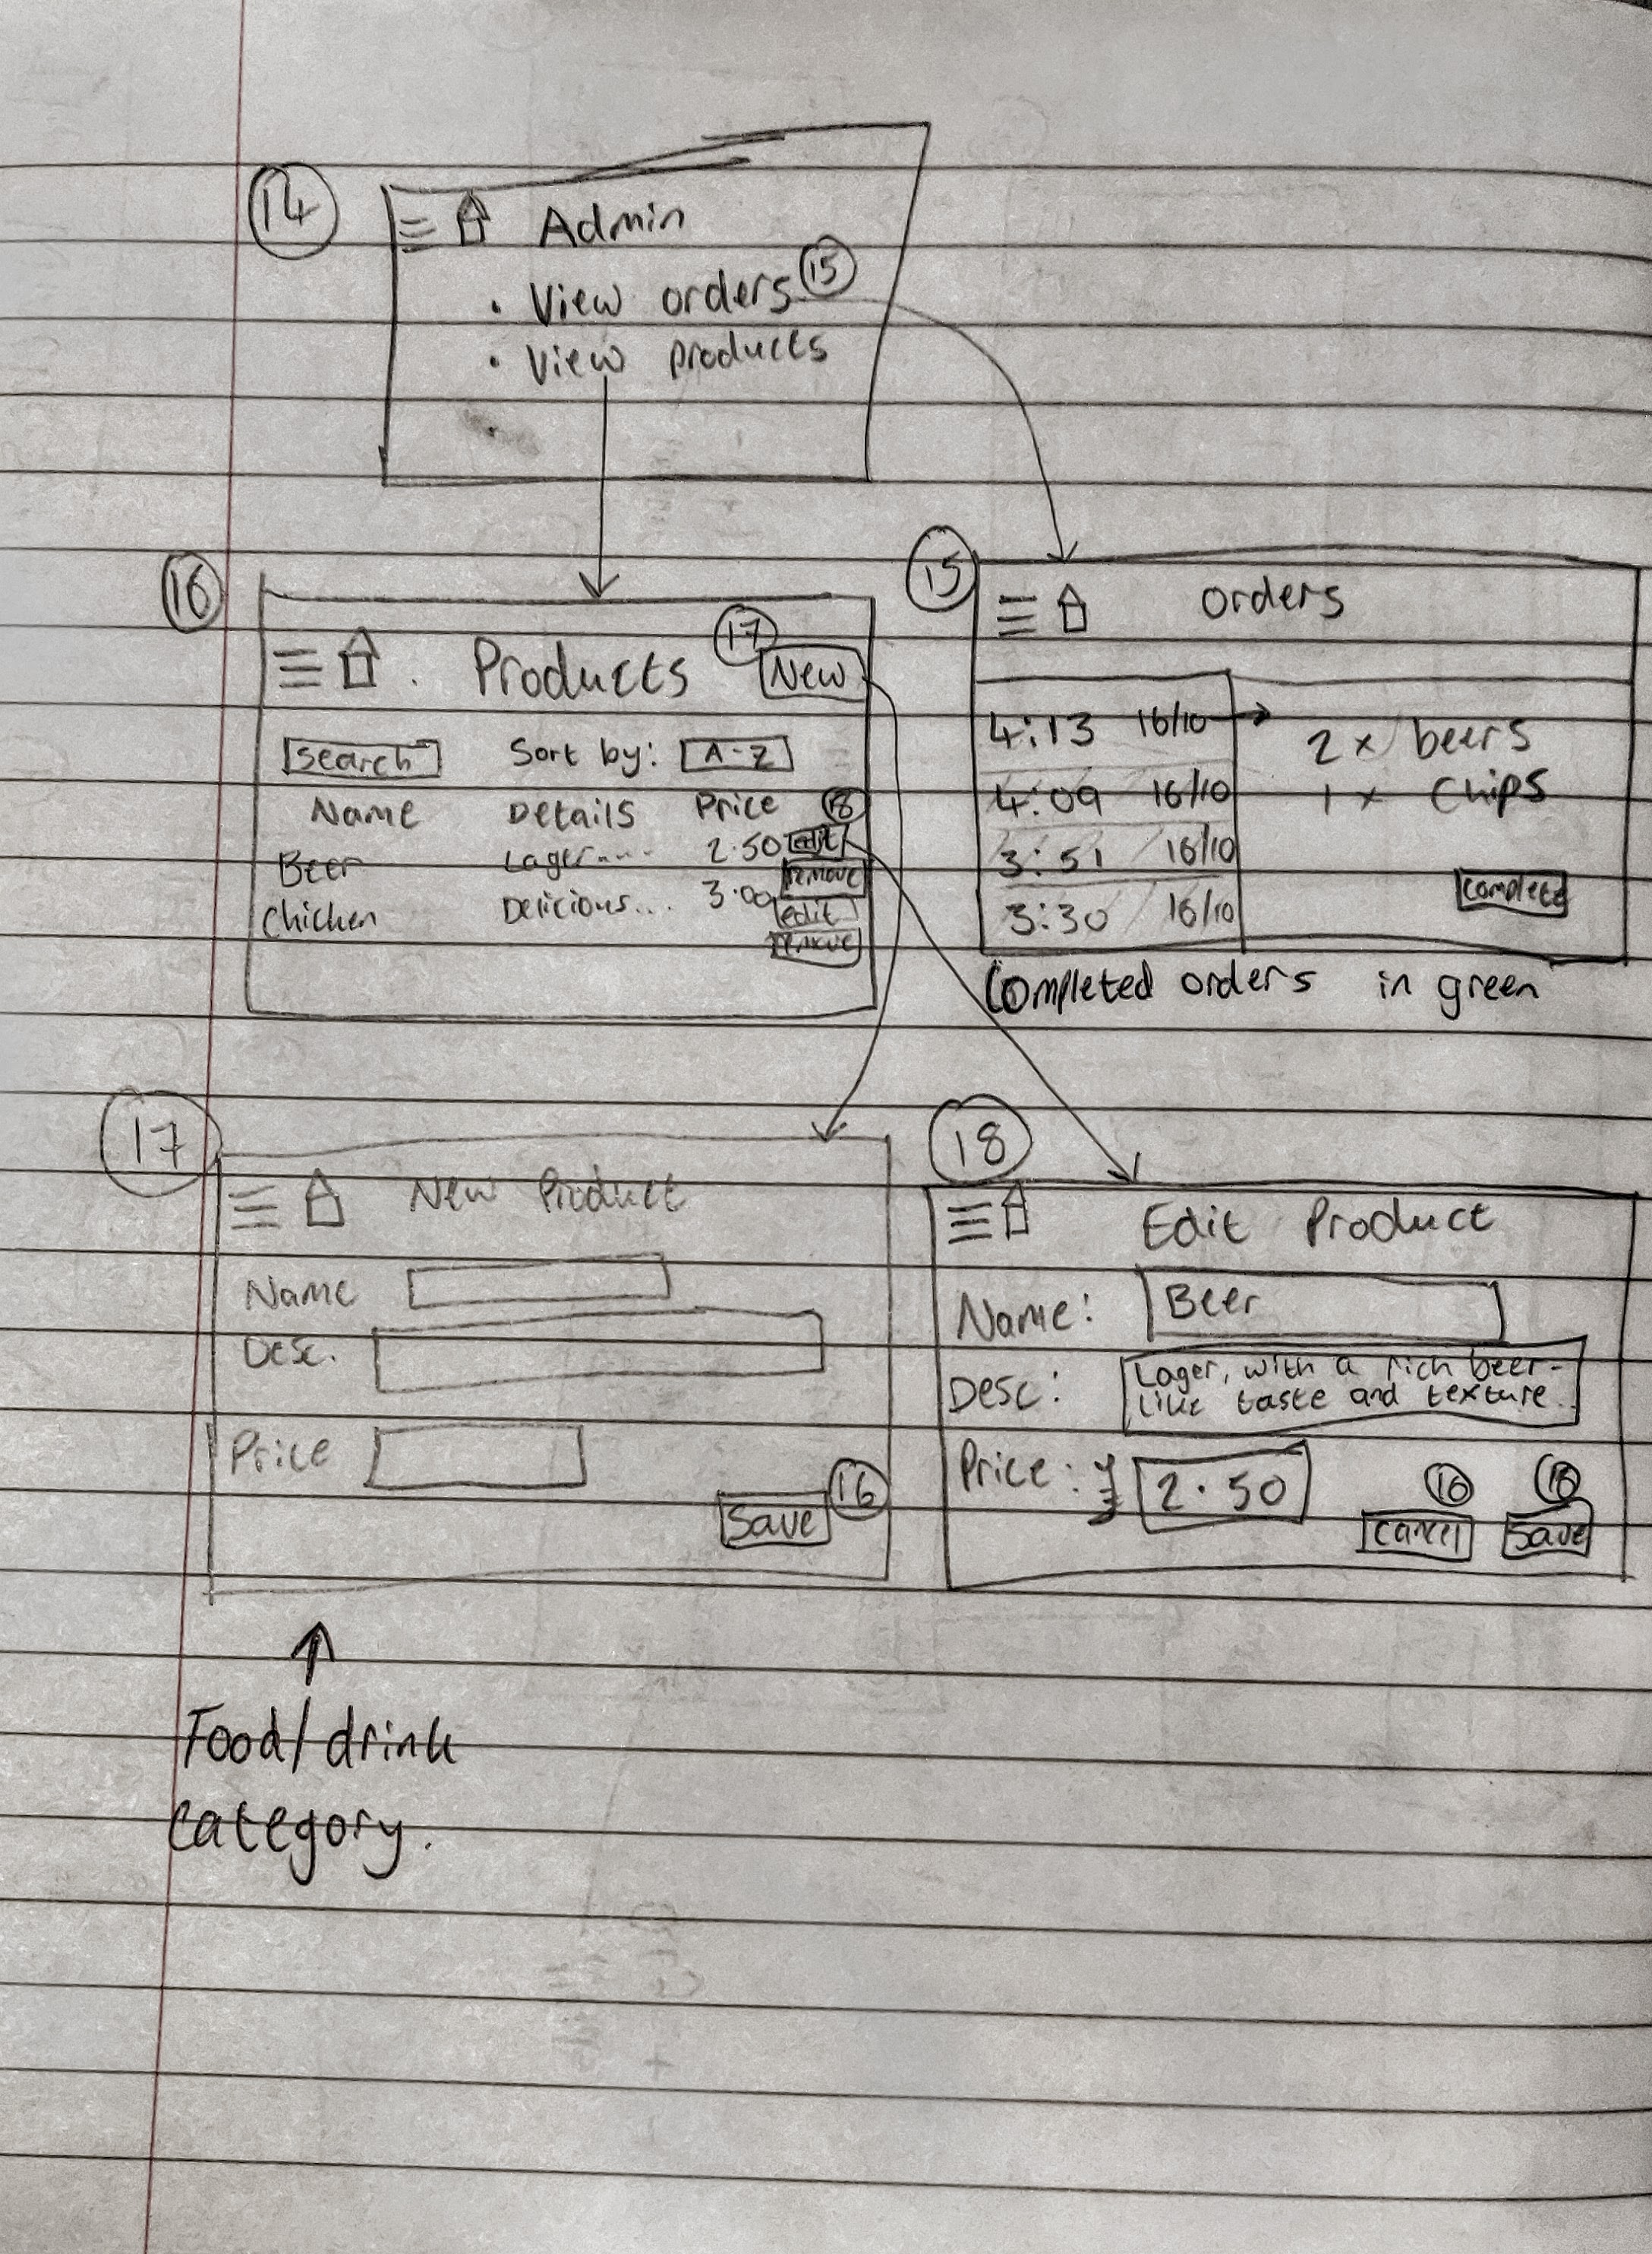 14
Admin
• View orders 15
• View products
•
16
Products
17
New
Search
Sort by: A-Z
Name Details Price 18
Beer Lager.... 2.50 edit
remove
Chicken Delicious... 3.00 edit
remove
15
orders
4:13 16/10
4:09 16/10
3:51 16/10
3:30 16/10
2 x beers
1 x Chips
Complete
Completed orders in green
17
New Product
Name
Desc.
Price
Save 16
18
Edit Product
Name: Beer
Desc: Lager, with a rich beer-
like taste and texture..
Price: 2.50
16 16
Cancel Save
Food/drink
category.